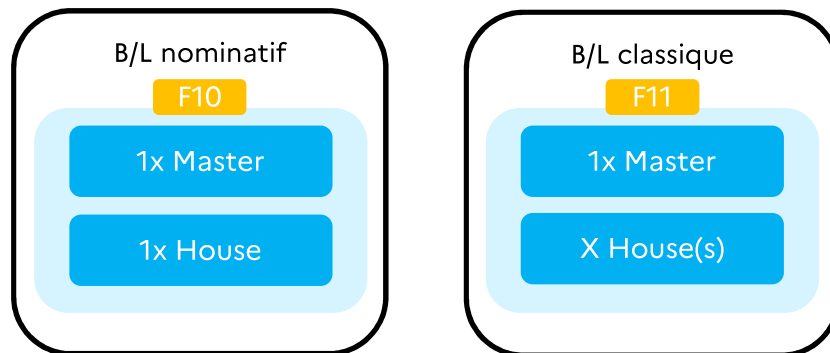 B/L nominatif
F10
1x Master
1x House
B/L classique
F11
1x Master
X House(s)